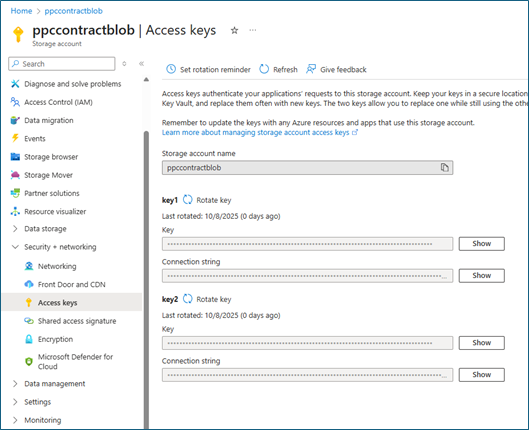 Home > ppccontractblob
ppccontractblob | Access keys ☆ ...
Storage account
Search
Diagnose and solve problems
Access Control (IAM)
Data migration
Events
Storage browser
Storage Mover
Partner solutions
Resource visualizer
Data storage
Security + networking
Networking
Front Door and CDN
Access keys
Shared access signature
Encryption
Microsoft Defender for
Cloud
Data management
Settings
Monitoring
Set rotation reminder Refresh Give feedback
Access keys authenticate your applications' requests to this storage account. Keep your keys in a secure location
Key Vault, and replace them often with new keys. The two keys allow you to replace one while still using the othe
Remember to update the keys with any Azure resources and apps that use this storage account.
Learn more about managing storage account access keys
Storage account name
ppccontractblob
key1 Rotate key
Last rotated: 10/8/2025 (0 days ago)
Key
Show
Connection string
... Show
key2 Rotate key
Last rotated: 10/8/2025 (0 days ago)
Key
Show
Connection string
... Show